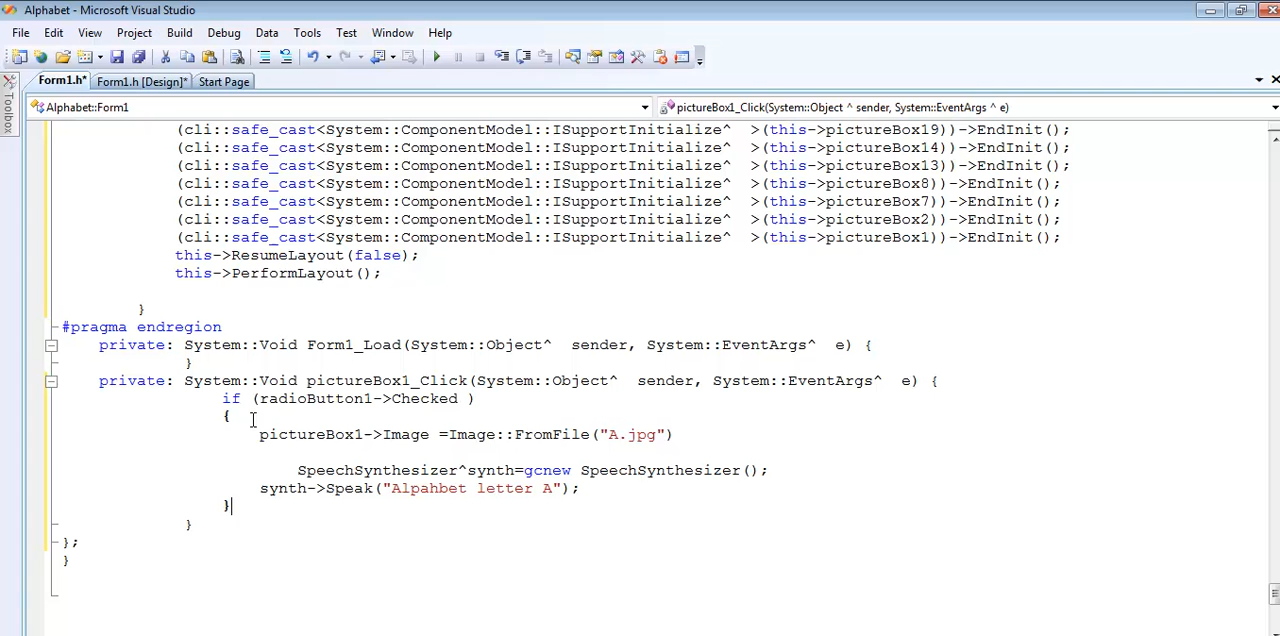 Alphabet - Microsoft Visual Studio
File Edit View Project Build Debug Data Tools Test Window Help
Form1.h* Form1.h [Design]* Start Page
Toolbox
Alphabet::Form1 pictureBox1_Click(System::Object ^ sender, System::EventArgs ^ e)
(cli::safe_cast<System::ComponentModel::ISupportInitialize^  >(this->pictureBox19))->EndInit();
(cli::safe_cast<System::ComponentModel::ISupportInitialize^  >(this->pictureBox14))->EndInit();
(cli::safe_cast<System::ComponentModel::ISupportInitialize^  >(this->pictureBox13))->EndInit();
(cli::safe_cast<System::ComponentModel::ISupportInitialize^  >(this->pictureBox8))->EndInit();
(cli::safe_cast<System::ComponentModel::ISupportInitialize^  >(this->pictureBox7))->EndInit();
(cli::safe_cast<System::ComponentModel::ISupportInitialize^  >(this->pictureBox2))->EndInit();
(cli::safe_cast<System::ComponentModel::ISupportInitialize^  >(this->pictureBox1))->EndInit();
this->ResumeLayout(false);
this->PerformLayout();
}
#pragma endregion
private: System::Void Form1_Load(System::Object^  sender, System::EventArgs^  e) {
}
private: System::Void pictureBox1_Click(System::Object^  sender, System::EventArgs^  e) {
if (radioButton1->Checked )
{
pictureBox1->Image =Image::FromFile("A.jpg")
SpeechSynthesizer^synth=gcnew SpeechSynthesizer();
synth->Speak("Alpahbet letter A");
}
}
};
}